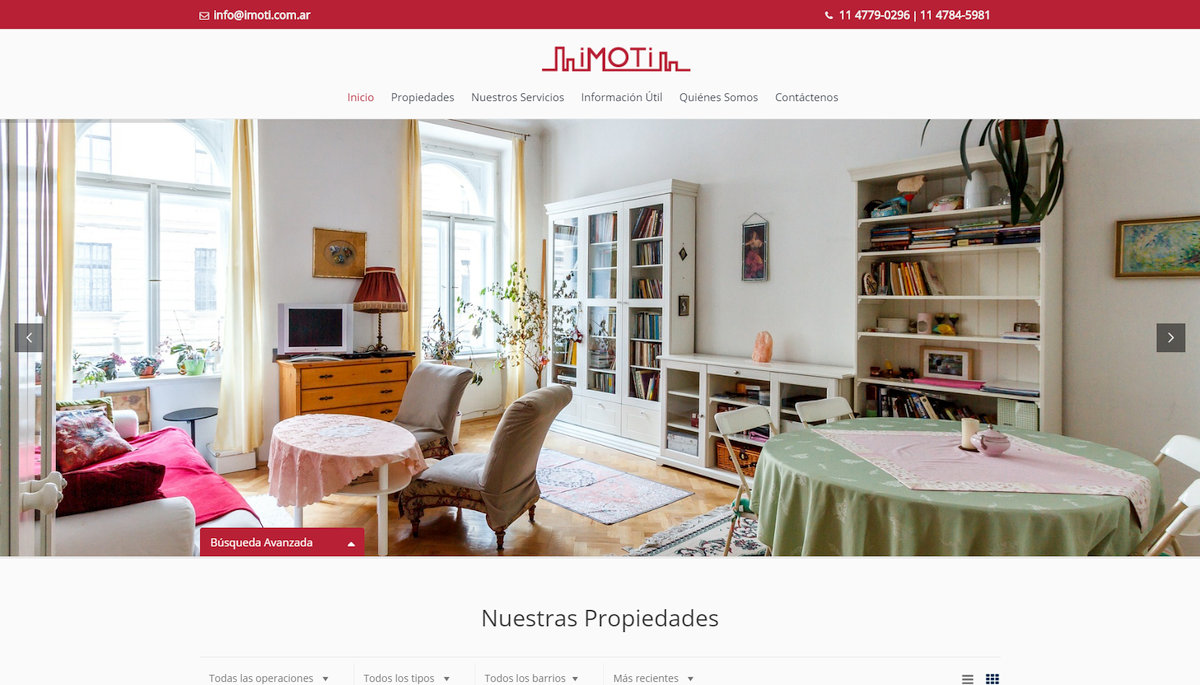 info@imoti.com.ar
11 4779-0296 | 11 4784-5981
iMOTi
Inicio Propiedades Nuestros Servicios Información Útil Quiénes Somos Contáctenos
Búsqueda Avanzada
Nuestras Propiedades
Todas las operaciones Todos los tipos Todos los barrios Más recientes